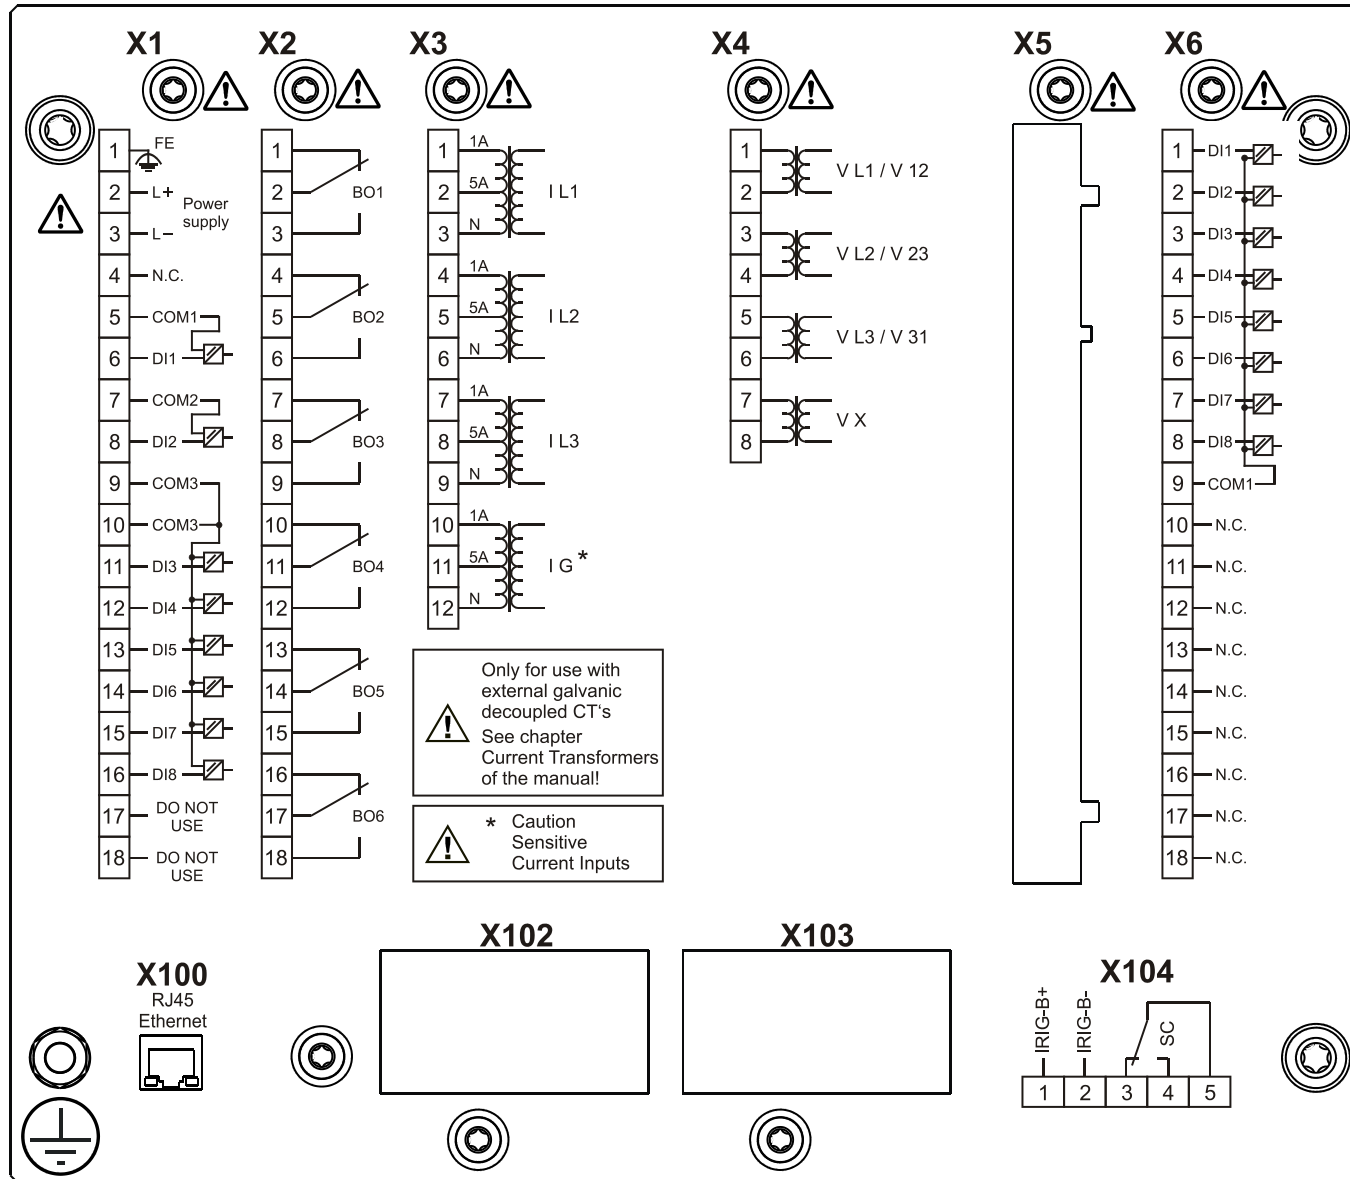 X1
X2
X3
X4
X5
X6
1 FE
2 L+
Power
supply
3 L-
4 N.C.
5 COM1
6 DI1
7 COM2
8 DI2
9 COM3
10 COM3
11 DI3
12 DI4
13 DI5
14 DI6
15 DI7
16 DI8
17 DO NOT
USE
18 DO NOT
USE
1
2 BO1
3
4
5 BO2
6
7
8 BO3
9
10
11 BO4
12
13
14 BO5
15
16
17 BO6
18
1 1A
2 5A I L1
3 N
4 1A
5 5A I L2
6 N
7 1A
8 5A I L3
9 N
10 1A
11 5A I G *
12 N
Only for use with
external galvanic
decoupled CT‘s
See chapter
Current Transformers
of the manual!
* Caution
Sensitive
Current Inputs
1
V L1 / V 12
2
3
V L2 / V 23
4
5
V L3 / V 31
6
7
V X
8
1 DI1
2 DI2
3 DI3
4 DI4
5 DI5
6 DI6
7 DI7
8 DI8
9 COM1
10 N.C.
11 N.C.
12 N.C.
13 N.C.
14 N.C.
15 N.C.
16 N.C.
17 N.C.
18 N.C.
X100
RJ45
Ethernet
X102
X103
X104
IRIG-B+
IRIG-B-
SC
1 2 3 4 5